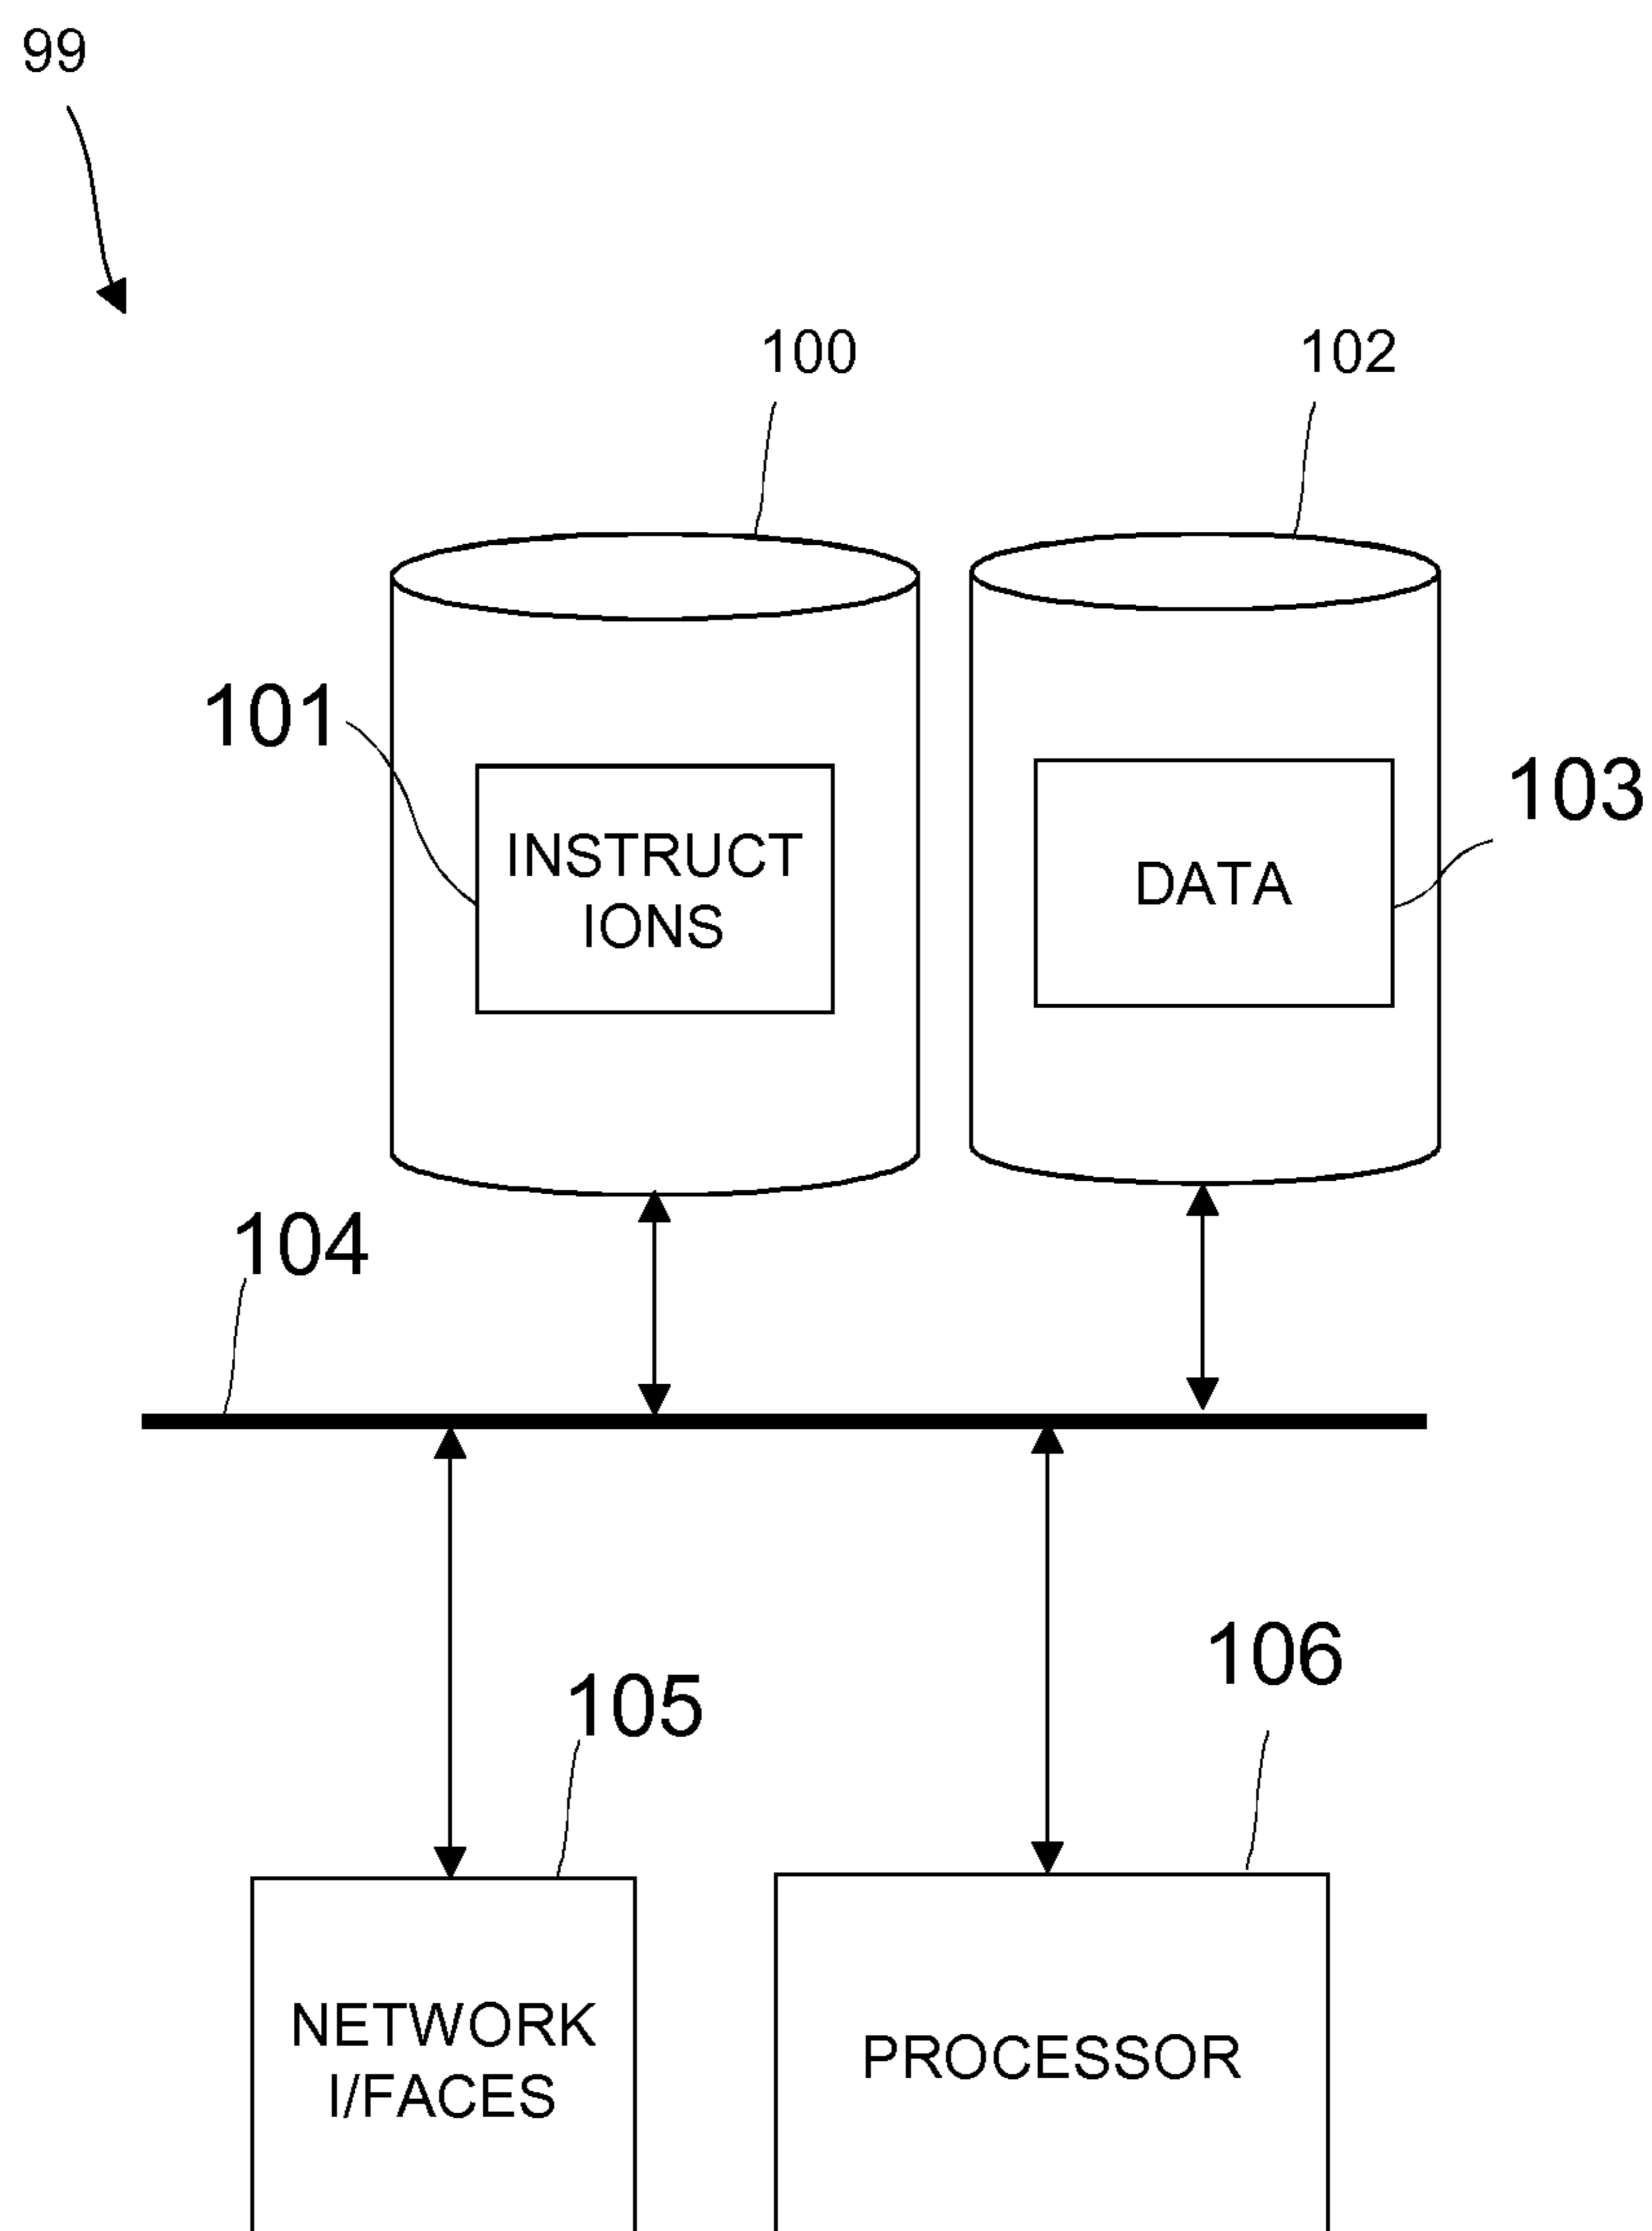 99
100
102
101
103
INSTRUCT
IONS
DATA
104
106
105
NETWORK
I/FACES
PROCESSOR